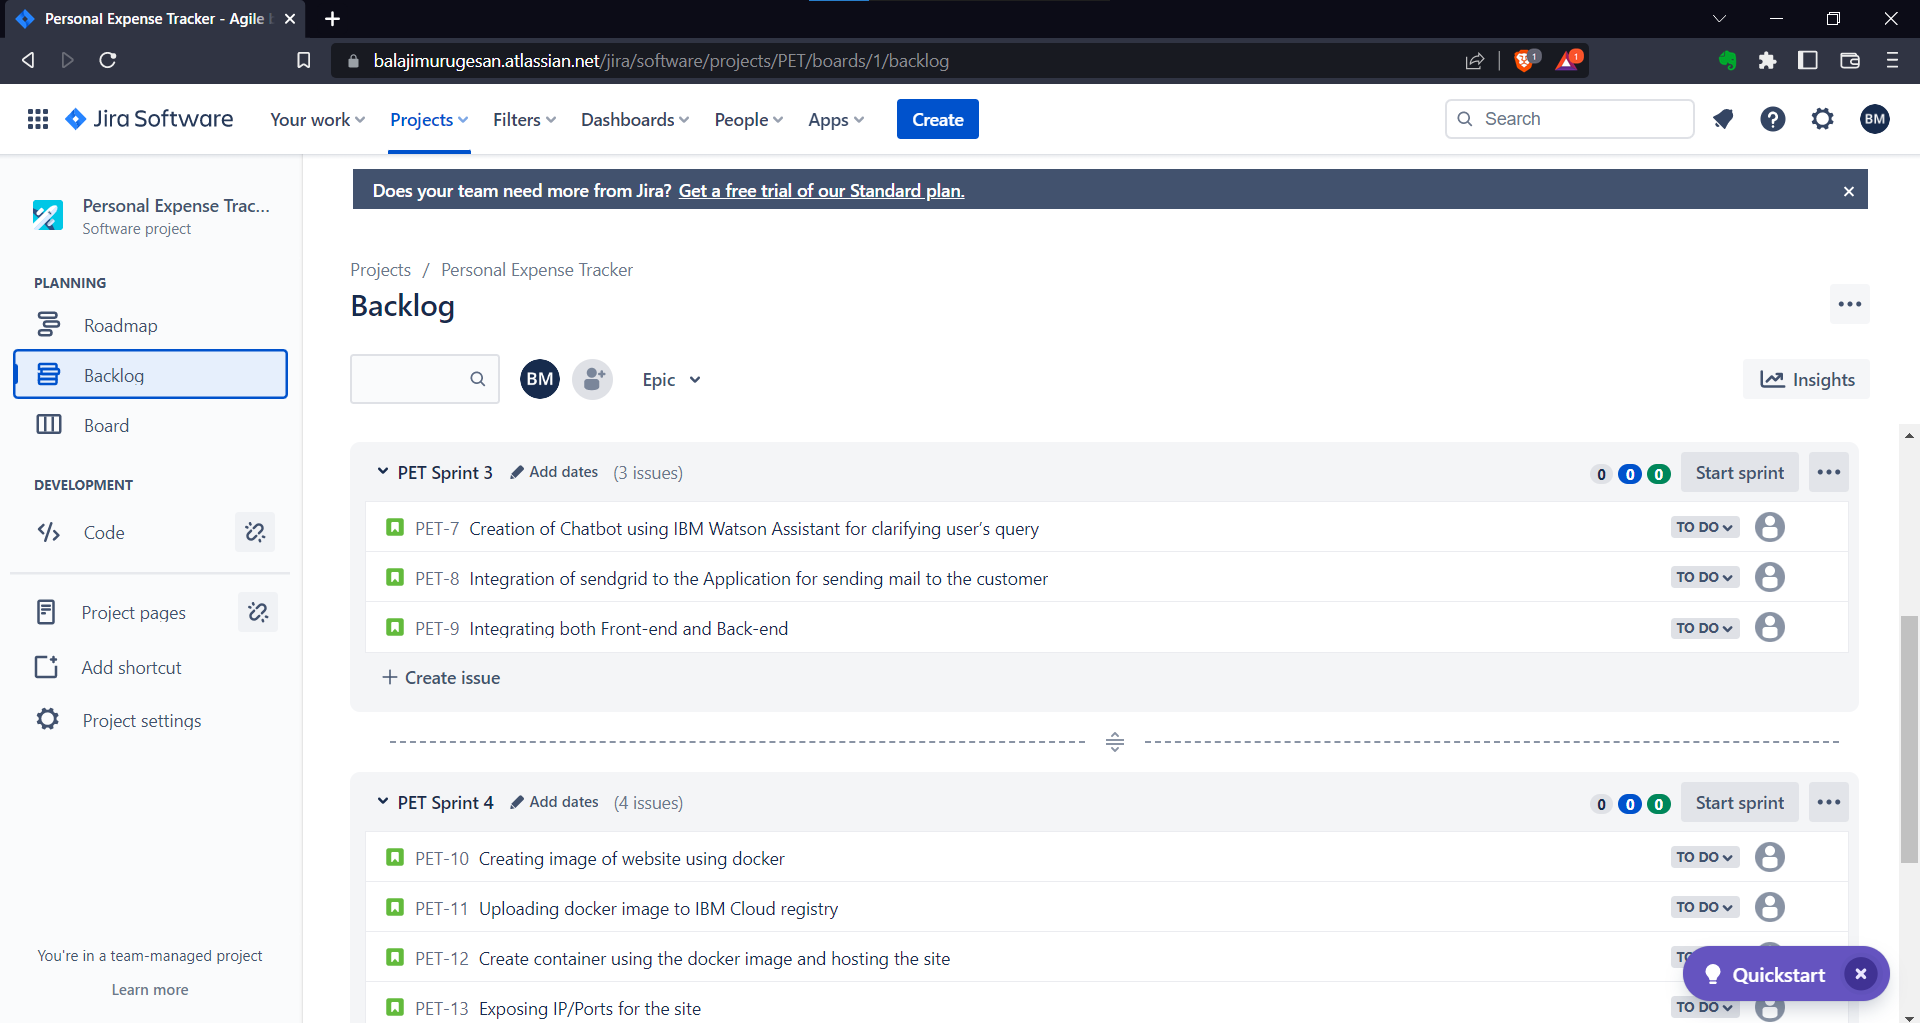 Personal Expense Tracker - Agile
balajimurugesan.atlassian.net/jira/software/projects/PET/boards/1/backlog
1
1
Jira Software
Your work
Projects
Filters
Dashboards
People
Apps
Create
Search
BM
Does your team need more from Jira? Get a free trial of our Standard plan.
Personal Expense Trac...
Software project
PLANNING
Roadmap
Backlog
Board
DEVELOPMENT
Code
Project pages
Add shortcut
Project settings
You're in a team-managed project
Learn more
Projects / Personal Expense Tracker
Backlog
BM
Epic
Insights
PET Sprint 3 Add dates (3 issues) 0 0 0 Start sprint
PET-7 Creation of Chatbot using IBM Watson Assistant for clarifying user's query TO DO
PET-8 Integration of sendgrid to the Application for sending mail to the customer TO DO
PET-9 Integrating both Front-end and Back-end TO DO
+ Create issue
PET Sprint 4 Add dates (4 issues) 0 0 0 Start sprint
PET-10 Creating image of website using docker TO DO
PET-11 Uploading docker image to IBM Cloud registry TO DO
PET-12 Create container using the docker image and hosting the site
Quickstart
PET-13 Exposing IP/Ports for the site TO DO